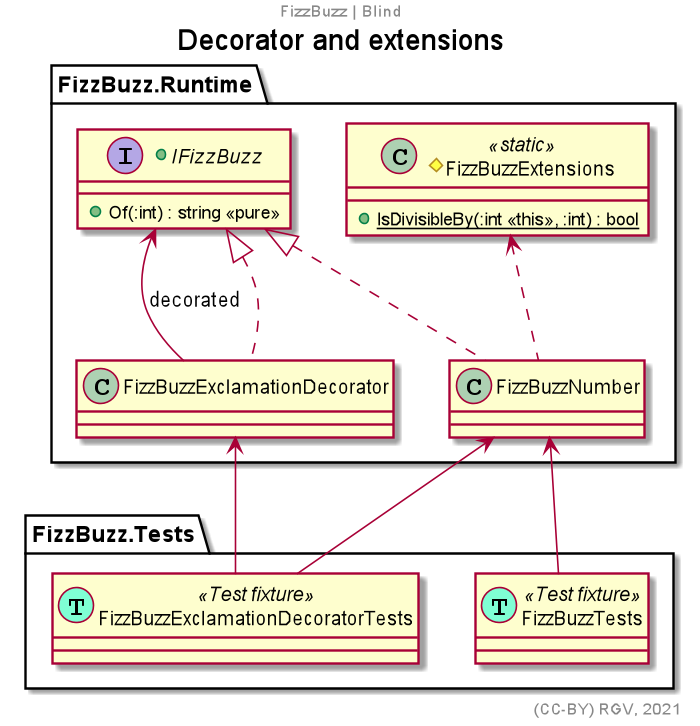 FizzBuzz | Blind
Decorator and extensions
FizzBuzz.Runtime
I IFizzBuzz
Of(:int) : string «pure»
«static»
C FizzBuzzExtensions
IsDivisibleBy(:int «this», :int) : bool
decorated
C FizzBuzzExclamationDecorator
C FizzBuzzNumber
FizzBuzz.Tests
«Test fixture»
T FizzBuzzExclamationDecoratorTests
«Test fixture»
T FizzBuzzTests
(CC-BY) RGV, 2021